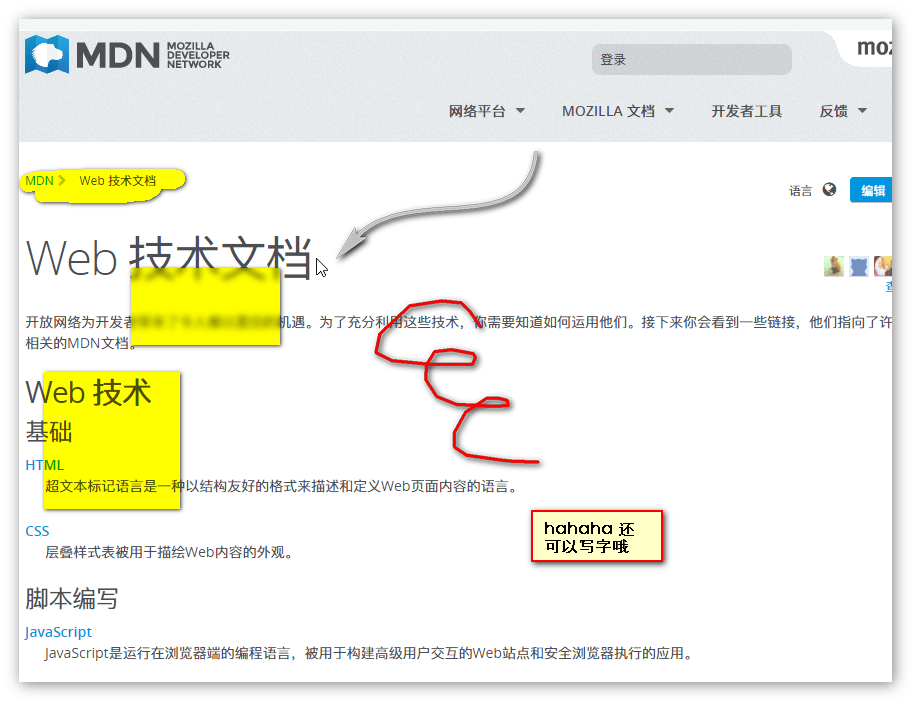 MDN MOZILLA DEVELOPER NETWORK
登录
moz
网络平台 MOZILLA 文档 开发者工具 反馈
MDN Web 技术文档
语言 编辑
Web 技术文档
开放网络为开发者 机遇。为了充分利用这些技术，你需要知道如何运用他们。接下来你会看到一些链接，他们指向了许
相关的MDN文档。
Web 技术
基础
HTML
超文本标记语言是一种以结构友好的格式来描述和定义Web页面内容的语言。
CSS
层叠样式表被用于描绘Web内容的外观。
hahaha 还
可以写字哦
脚本编写
JavaScript
JavaScript是运行在浏览器端的编程语言，被用于构建高级用户交互的Web站点和安全浏览器执行的应用。